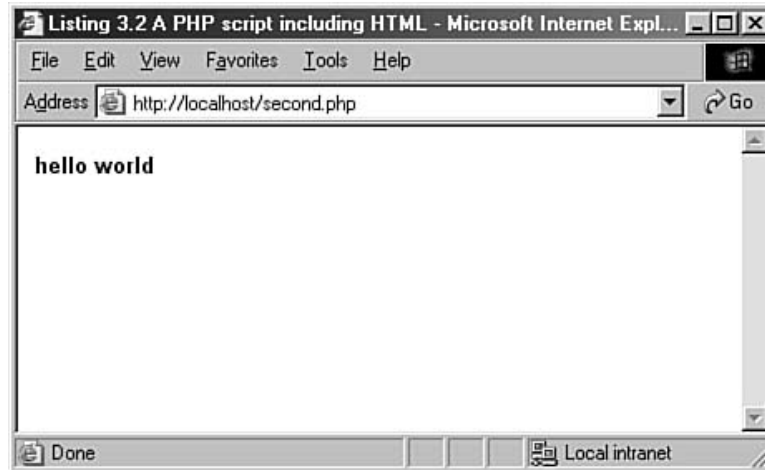 Listing 3.2 A PHP script including HTML - Microsoft Internet Expl...
File Edit View Favorites Tools Help
Address http://localhost/second.php Go
hello world
Done Local intranet